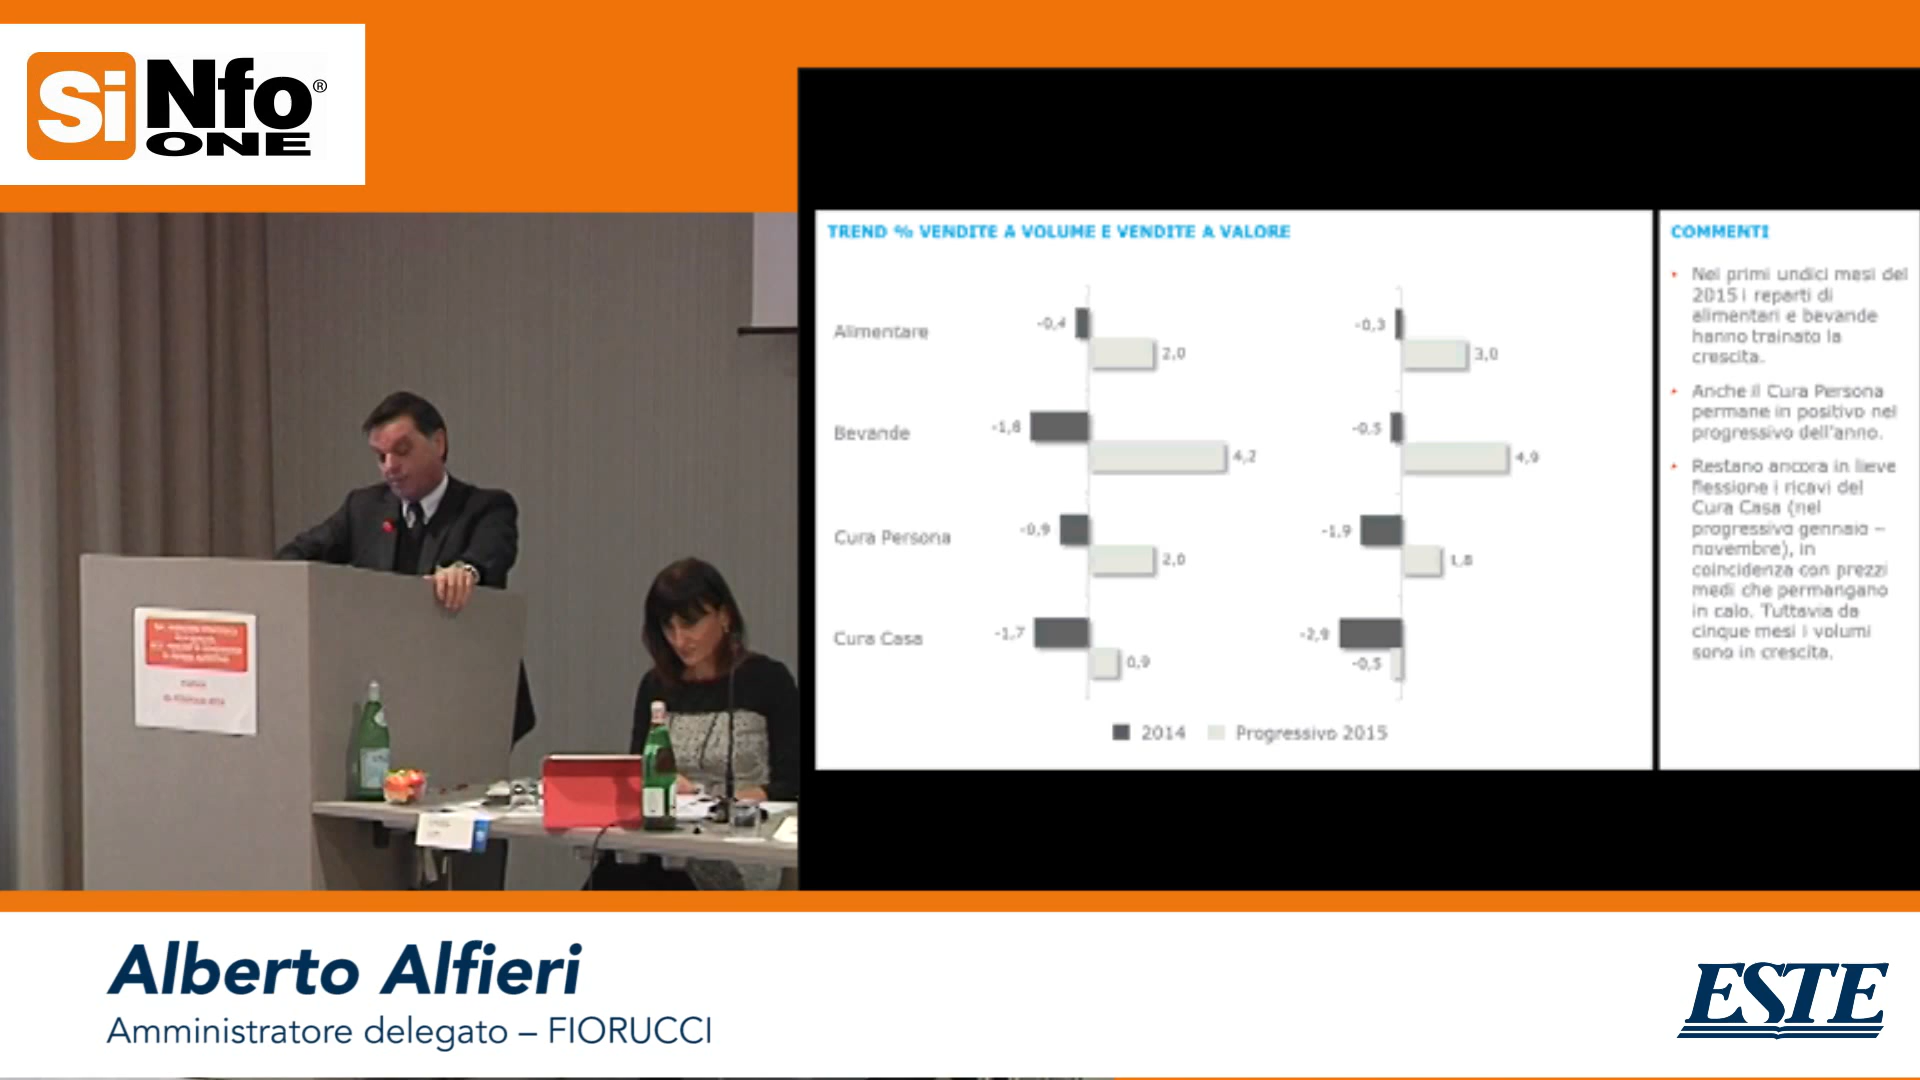 Si Nfo®
ONE
TREND % VENDITE A VOLUME E VENDITE A VALORE
Alimentare
-0,4
2,0
-0,3
3,0
Bevande
-1,8
4,2
-0,5
4,9
Cura Persona
-0,9
2,0
-1,9
1,8
Cura Casa
-1,7
0,9
-2,9
-0,5
2014
Progressivo 2015
COMMENTI
• Nei primi undici mesi del
2015 i reparti di
alimentari e bevande
hanno trainato la
crescita.
• Anche il Cura Persona
permane in positivo nel
progressivo dell'anno.
• Restano ancora in lieve
flessione i ricavi del
Cura Casa (nel
progressivo gennaio –
novembre), in
coincidenza con prezzi
medi che permangano
in calo. Tuttavia da
cinque mesi i volumi
sono in crescita.
Alberto Alfieri
Amministratore delegato – FIORUCCI
ESTE